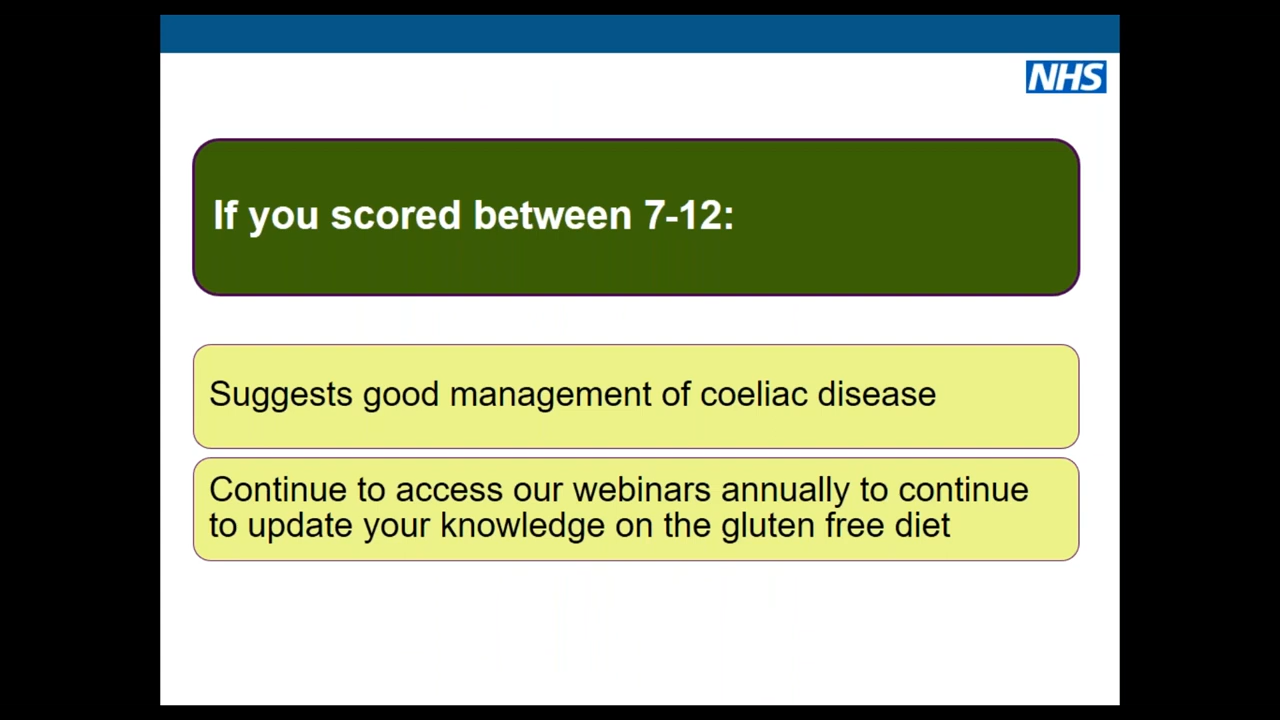 NHS
If you scored between 7-12:
Suggests good management of coeliac disease
Continue to access our webinars annually to continue
to update your knowledge on the gluten free diet